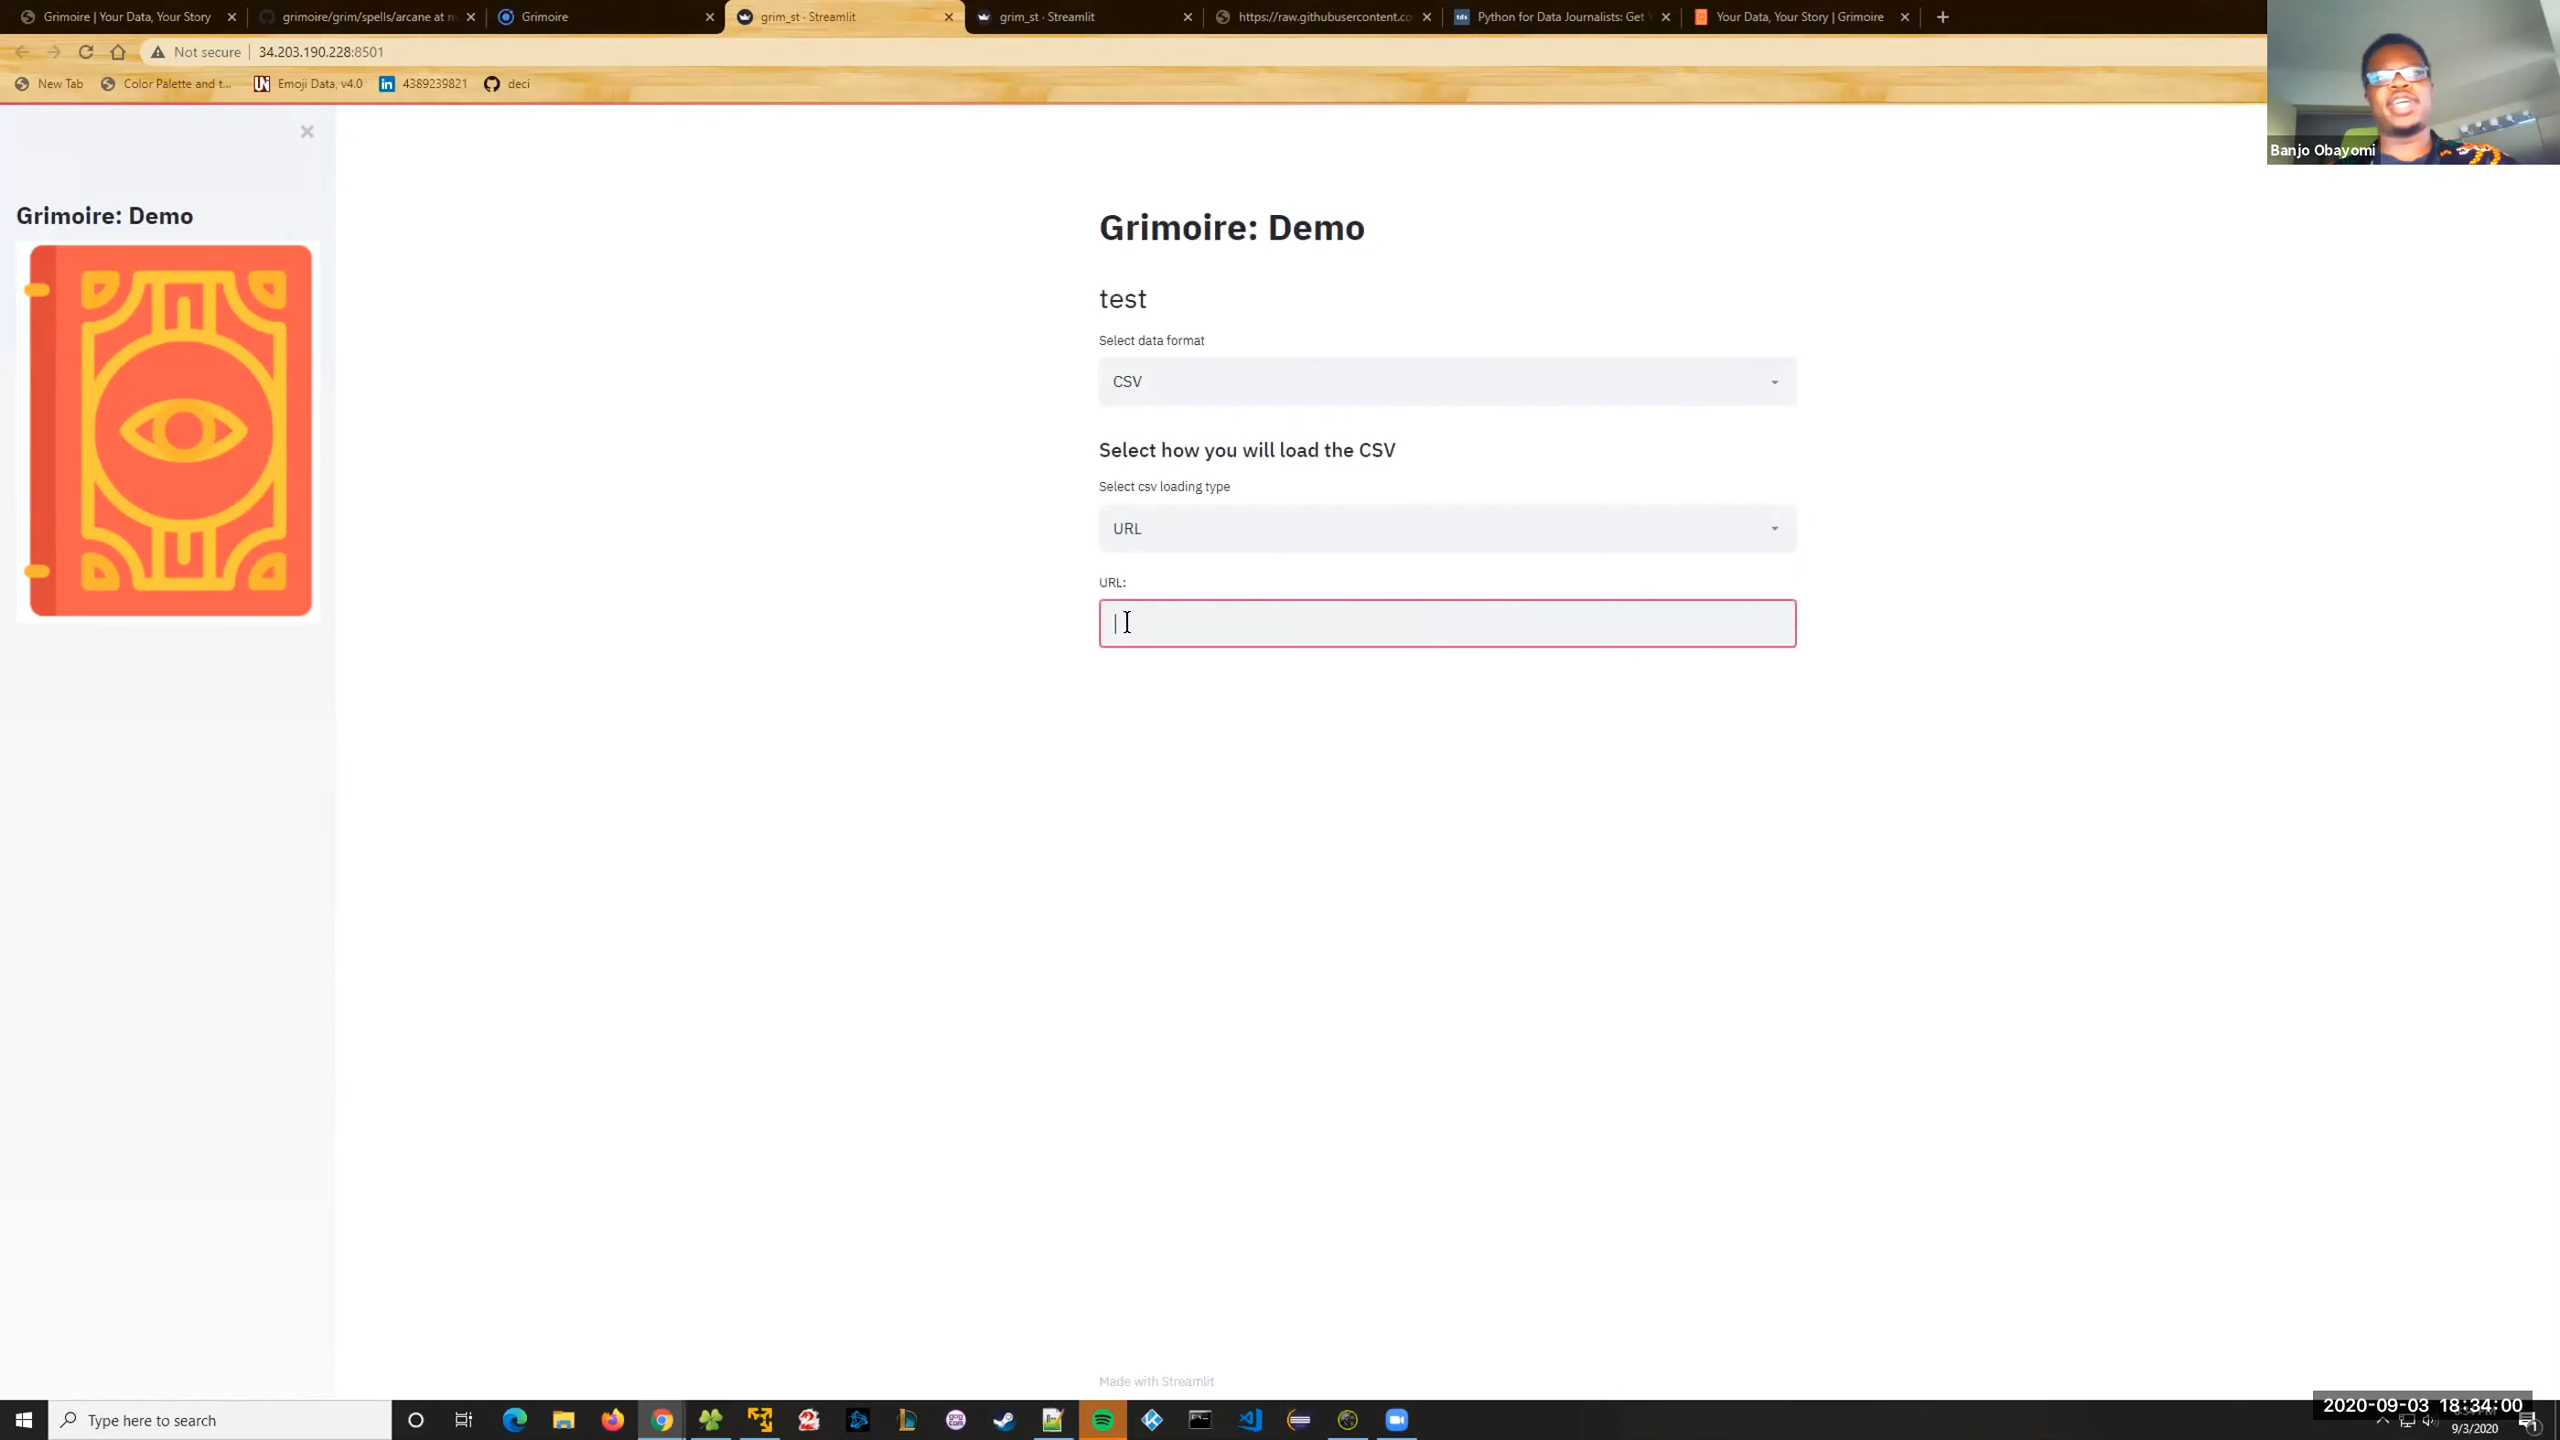 Grimoire | Your Data, Your Story
grimoire/grim/spells/arcane at
Grimoire
grim_st · Streamlit
grim_st · Streamlit
https://raw.githubusercontent.co
Python for Data Journalists: Get
Your Data, Your Story | Grimoire
Not secure
34.203.190.228:8501
New Tab
Color Palette and t...
Emoji Data, v4.0
4389239821
deci
Banjo Obayomi
Grimoire: Demo
Grimoire: Demo
test
Select data format
CSV
Select how you will load the CSV
Select csv loading type
URL
URL:
Made with Streamlit
Type here to search
2020-09-03 18:34:00
9/3/2020